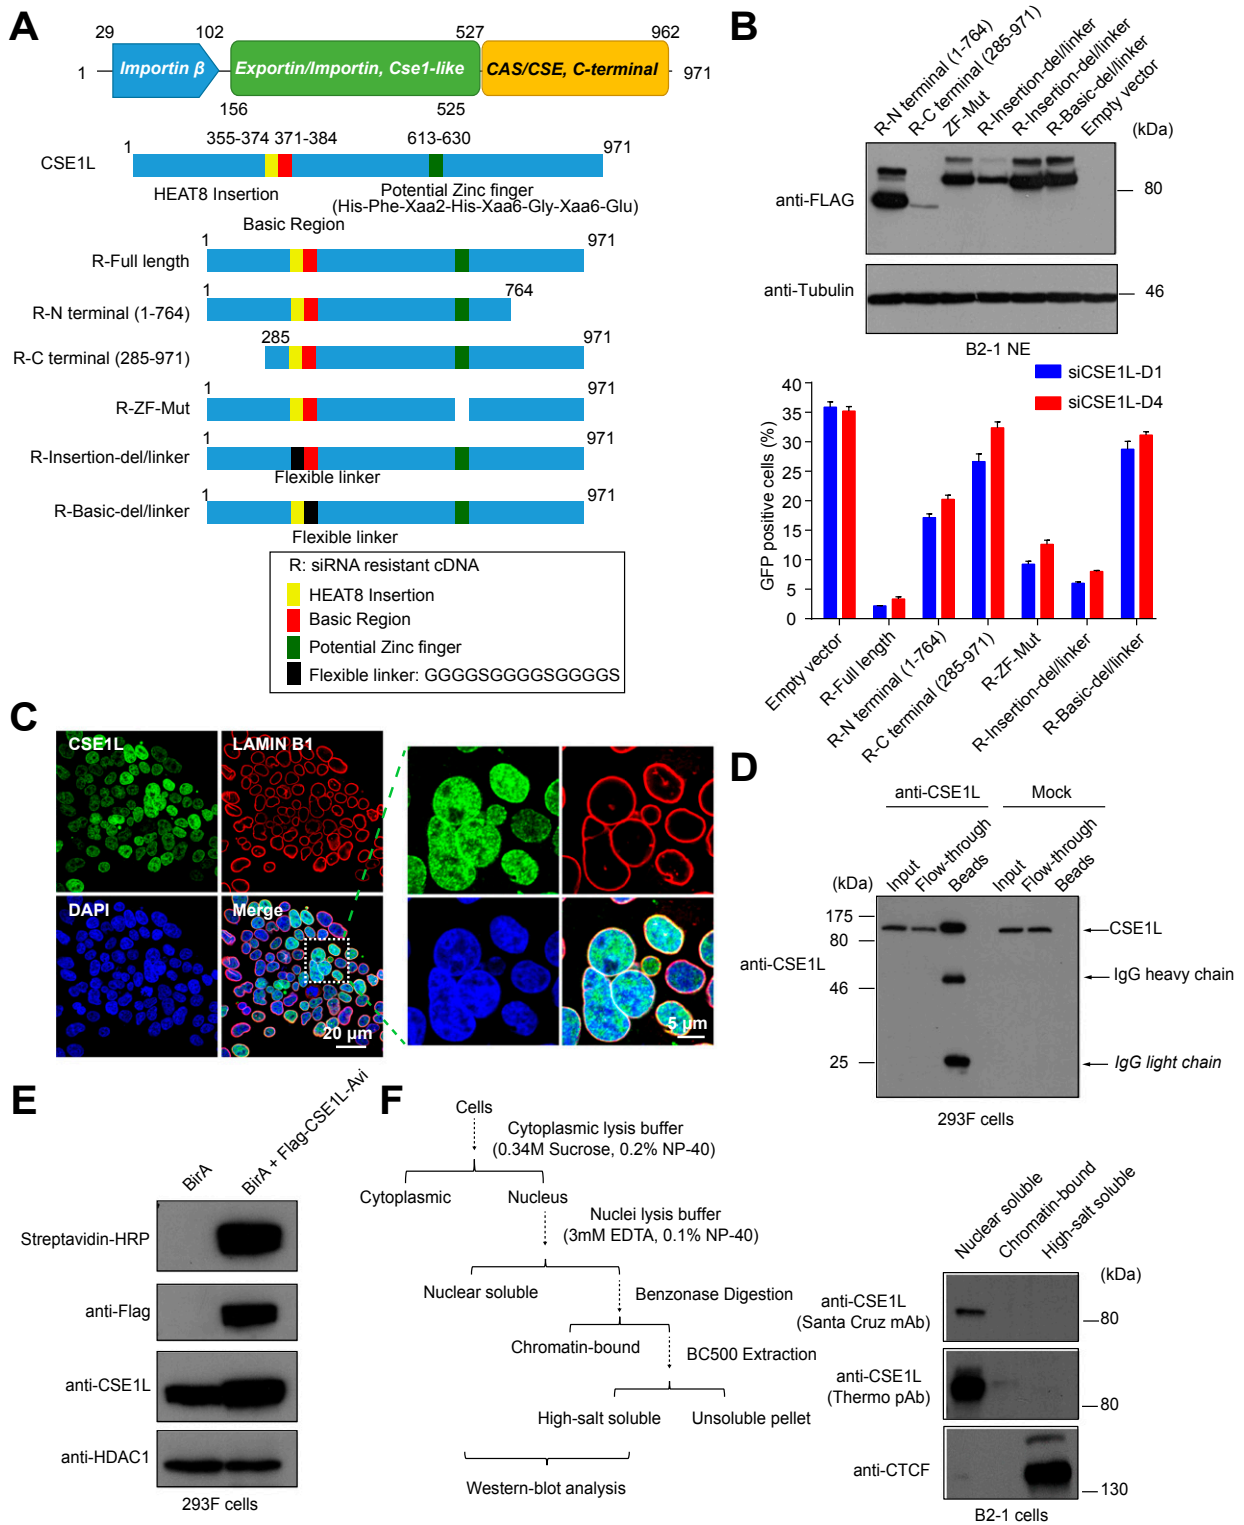 A
29
102
527
962
1
Importin β
Exportin/Importin, Cse1-like
CAS/CSE, C-terminal
971
156
525
355-374
371-384
613-630
1
971
CSE1L
HEAT8 Insertion
Potential Zinc finger
(His-Phe-Xaa2-His-Xaa6-Gly-Xaa6-Glu)
Basic Region
1
971
R-Full length
1
764
R-N terminal (1-764)
285
971
R-C terminal (285-971)
1
971
R-ZF-Mut
1
971
R-Insertion-del/linker
Flexible linker
1
971
R-Basic-del/linker
Flexible linker
R: siRNA resistant cDNA
HEAT8 Insertion
Basic Region
Potential Zinc finger
Flexible linker: GGGGSGGGGSGGGGS
B
R-N terminal (1-764)
R-C terminal (285-971)
ZF-Mut
R-Insertion-del/linker
R-Insertion-del/linker
R-Basic-del/linker
Empty vector
(kDa)
anti-FLAG
80
anti-Tubulin
46
B2-1 NE
siCSE1L-D1
siCSE1L-D4
GFP positive cells (%)
40
35
30
25
20
15
10
5
0
Empty vector
R-Full length
R-N terminal (1-764)
R-C terminal (285-971)
R-ZF-Mut
R-Insertion-del/linker
R-Basic-del/linker
C
CSE1L
LAMIN B1
DAPI
Merge
20 μm
5 μm
D
anti-CSE1L
Mock
Input
Flow-through
Beads
Input
Flow-through
Beads
(kDa)
175
80
46
25
anti-CSE1L
CSE1L
IgG heavy chain
IgG light chain
293F cells
E
BirA
BirA + Flag-CSE1L-Avi
Streptavidin-HRP
anti-Flag
anti-CSE1L
anti-HDAC1
293F cells
F
Cells
Cytoplasmic lysis buffer
(0.34M Sucrose, 0.2% NP-40)
Cytoplasmic
Nucleus
Nuclei lysis buffer
(3mM EDTA, 0.1% NP-40)
Nuclear soluble
Benzonase Digestion
Chromatin-bound
BC500 Extraction
High-salt soluble
Unsoluble pellet
Western-blot analysis
Nuclear soluble
Chromatin-bound
High-salt soluble
(kDa)
anti-CSE1L
(Santa Cruz mAb)
80
anti-CSE1L
(Thermo pAb)
80
anti-CTCF
130
B2-1 cells